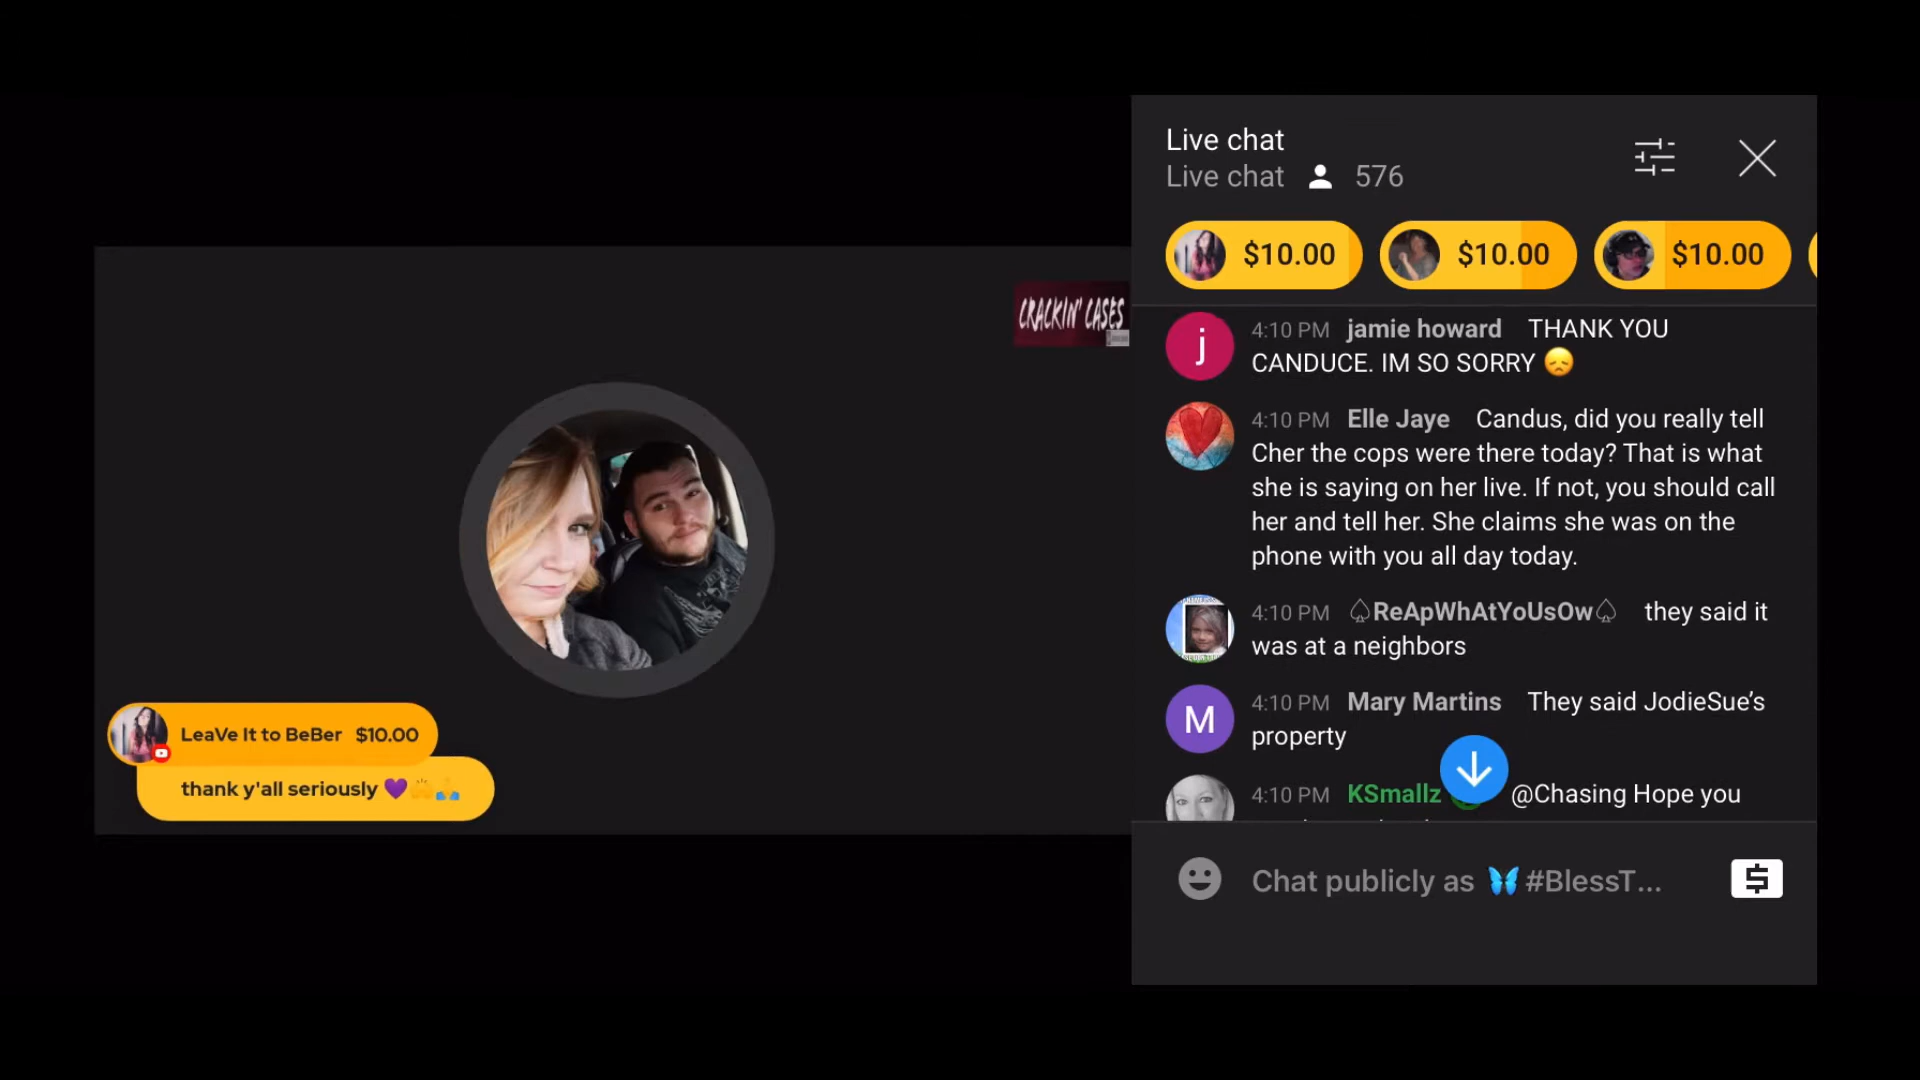 CRACKIN' CASES
LeaVe It to BeBer $10.00
thank y'all seriously 💜🙌🙏
Live chat
Live chat 576
$10.00 $10.00 $10.00
4:10 PM jamie howard THANK YOU
CANDUCE. IM SO SORRY 😞
4:10 PM Elle Jaye Candus, did you really tell
Cher the cops were there today? That is what
she is saying on her live. If not, you should call
her and tell her. She claims she was on the
phone with you all day today.
4:10 PM ♤ReApWhAtYoUsOw♤ they said it
was at a neighbors
4:10 PM Mary Martins They said JodieSue’s
property
4:10 PM KSmallz @Chasing Hope you
Chat publicly as 🦋 #BlessT...